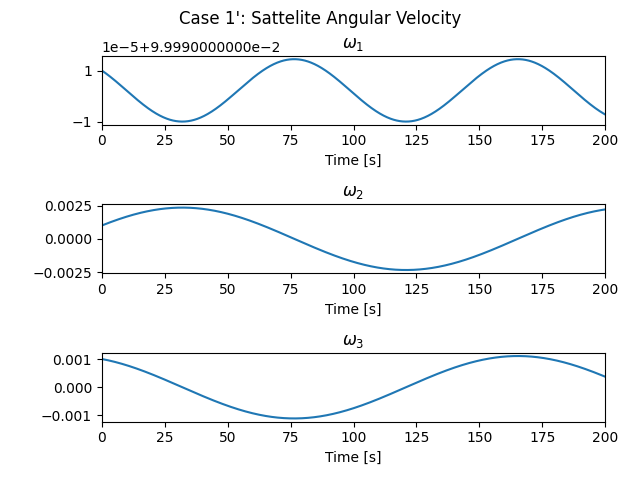 Case 1': Sattelite Angular Velocity
1e-5+9.9990000000e-2
ω₁
1
−1
0 25 50 75 100 125 150 175 200
Time [s]
ω₂
0.0025
0.0000
−0.0025
0 25 50 75 100 125 150 175 200
Time [s]
ω₃
0.001
0.000
−0.001
0 25 50 75 100 125 150 175 200
Time [s]